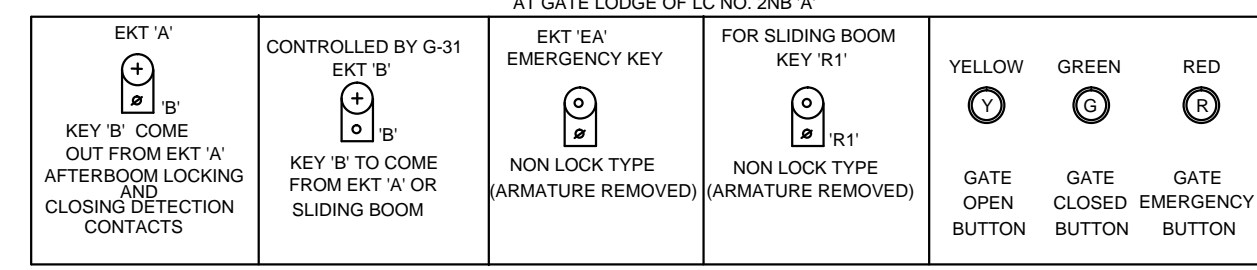 AT GATE LODGE OF LC NO. 2NB 'A'
EKT 'A'
'B'
KEY 'B' COME
OUT FROM EKT 'A'
AFTERBOOM LOCKING
AND
CLOSING DETECTION
CONTACTS
CONTROLLED BY G-31
EKT 'B'
'B'
KEY 'B' TO COME
FROM EKT 'A' OR
SLIDING BOOM
EKT 'EA'
EMERGENCY KEY
NON LOCK TYPE
(ARMATURE REMOVED)
FOR SLIDING BOOM
KEY 'R1'
'R1'
NON LOCK TYPE
(ARMATURE REMOVED)
YELLOW
Y
GATE
OPEN
BUTTON
GREEN
G
GATE
CLOSED
BUTTON
RED
R
GATE
EMERGENCY
BUTTON